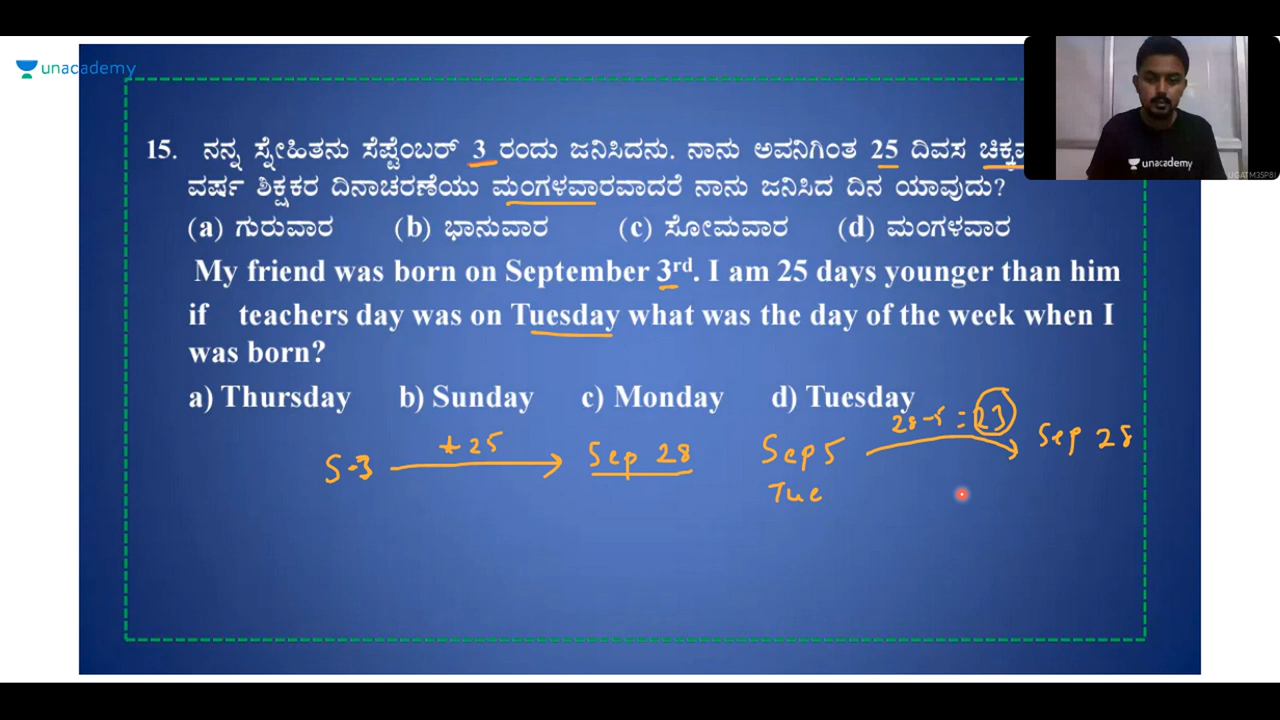 unacademy
15. ನನ್ನ ಸ್ನೇಹಿತನು ಸೆಪ್ಟೆಂಬರ್ 3 ರಂದು ಜನಿಸಿದನು. ನಾನು ಅವನಿಗಿಂತ 25 ದಿವಸ
ವರ್ಷ ಶಿಕ್ಷಕರ ದಿನಾಚರಣೆಯು ಮಂಗಳವಾರವಾದರೆ ನಾನು ಜನಿಸಿದ ದಿನ ಯಾವುದು?
(a) ಗುರುವಾರ (b) ಭಾನುವಾರ (c) ಸೋಮವಾರ (d) ಮಂಗಳವಾರ
My friend was born on September 3rd. I am 25 days younger than him
if teachers day was on Tuesday what was the day of the week when I
was born?
a) Thursday b) Sunday c) Monday d) Tuesday
28-5 = 23
S-3 +25 Sep 28 Sep 5 Sep 28
Tue
unacademy
UGATM35P8I